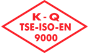 K - Q
TSE-ISO-EN
9000